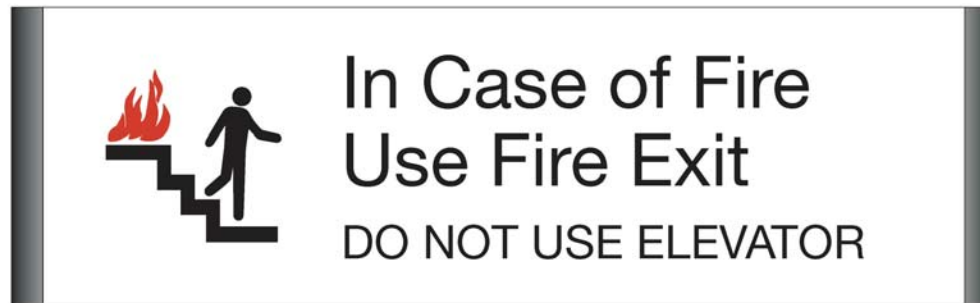 In Case of Fire
Use Fire Exit
DO NOT USE ELEVATOR